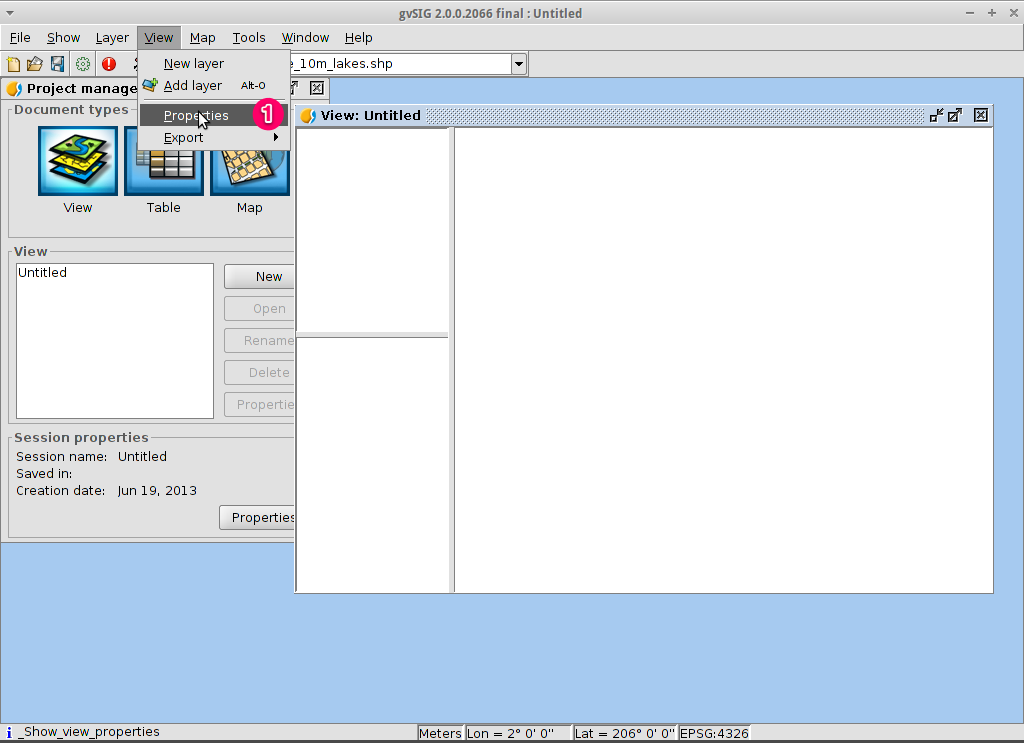 gvSIG 2.0.0.2066 final : Untitled
File Show Layer View Map Tools Window Help
New layer
e_10m_lakes.shp
Add layer Alt-O
Project manage
Properties 1
Export
Document types
View: Untitled
View Table Map
View
Untitled
New
Open
Rename
Delete
Propertie
Session properties
Session name: Untitled
Saved in:
Creation date: Jun 19, 2013
Properties
_Show_view_properties
Meters Lon = 2° 0' 0" Lat = 206° 0' 0" EPSG:4326